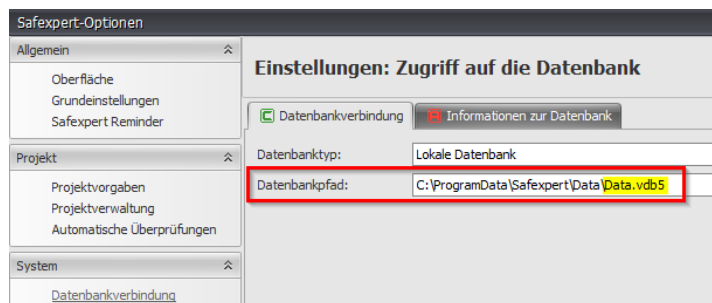 Safexpert-Optionen
Allgemein
Oberfläche
Grundeinstellungen
Safexpert Reminder
Projekt
Projektvorgaben
Projektverwaltung
Automatische Überprüfungen
System
Datenbankverbindung
Einstellungen: Zugriff auf die Datenbank
Datenbankverbindung
Informationen zur Datenbank
Datenbanktyp: Lokale Datenbank
Datenbankpfad: C:\ProgramData\Safexpert\Data\Data.vdb5